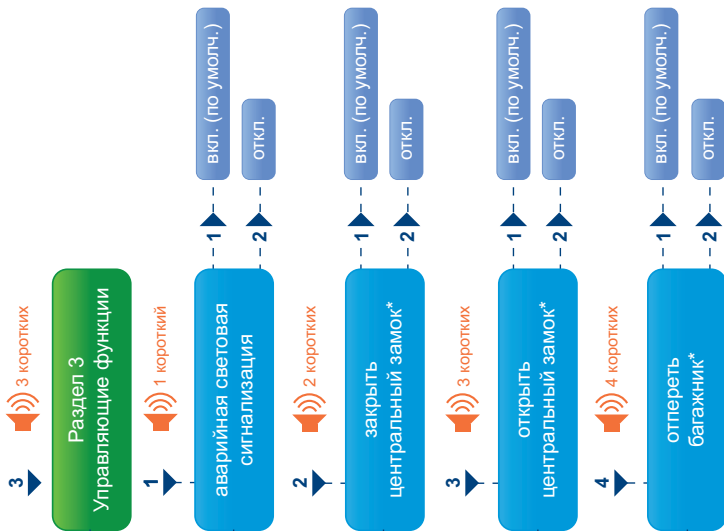 3
3 коротких
Раздел 3
Управляющие функции
1
1 короткий
аварийная световая
сигнализация
1
вкл. (по умолч.)
2
откл.
2
2 коротких
закрыть
центральный замок*
1
вкл. (по умолч.)
2
откл.
3
3 коротких
открыть
центральный замок*
1
вкл. (по умолч.)
2
откл.
4
4 коротких
отпереть
багажник*
1
вкл. (по умолч.)
2
откл.